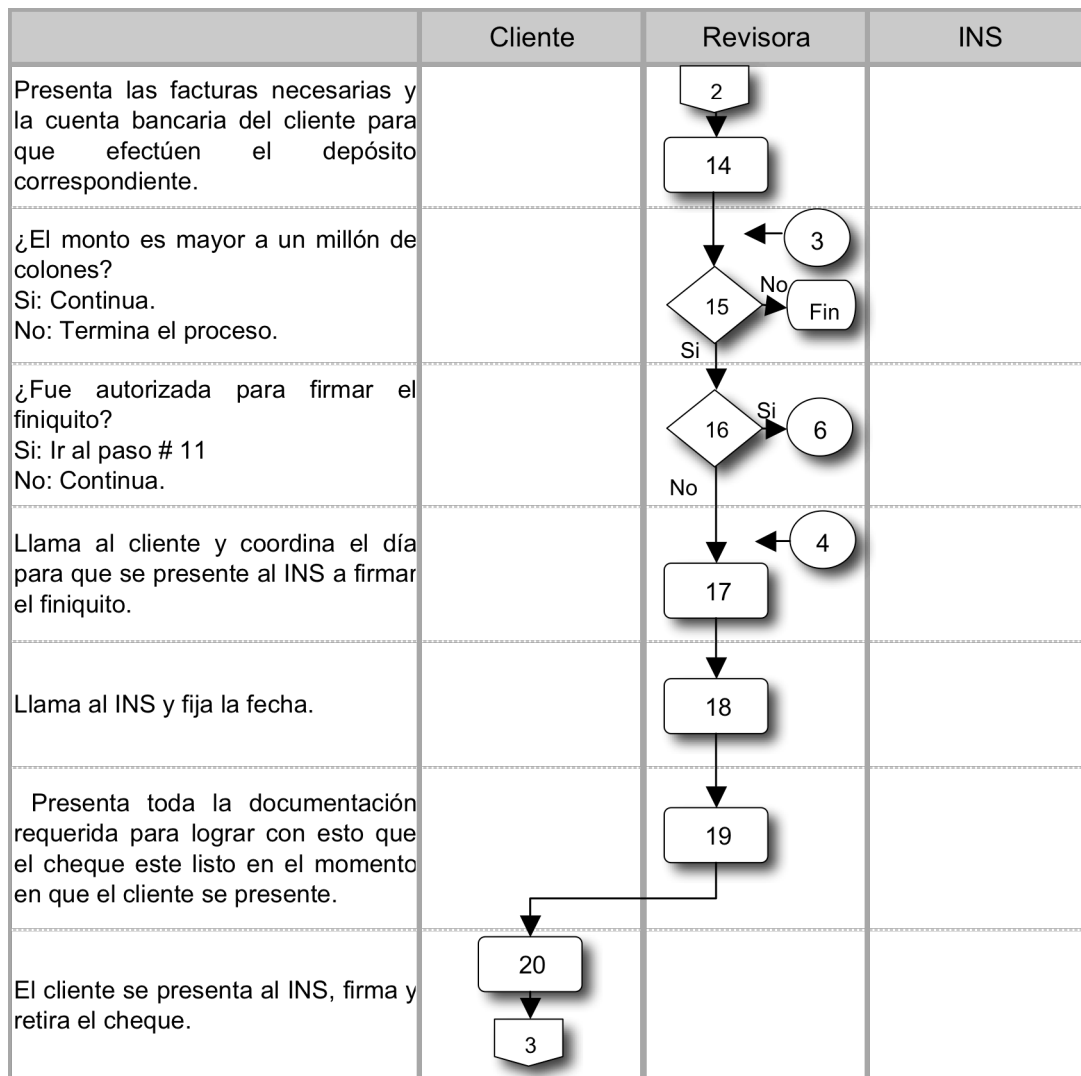 Cliente Revisora INS
Presenta las facturas necesarias y
la cuenta bancaria del cliente para
que efectúen el depósito
correspondiente.
2
14
¿El monto es mayor a un millón de
colones?
Si: Continua.
No: Termina el proceso.
3
15
No
Fin
Si
¿Fue autorizada para firmar el
finiquito?
Si: Ir al paso # 11
No: Continua.
16
Si
6
No
Llama al cliente y coordina el día
para que se presente al INS a firmar
el finiquito.
4
17
Llama al INS y fija la fecha.
18
Presenta toda la documentación
requerida para lograr con esto que
el cheque este listo en el momento
en que el cliente se presente.
19
El cliente se presenta al INS, firma y
retira el cheque.
20
3